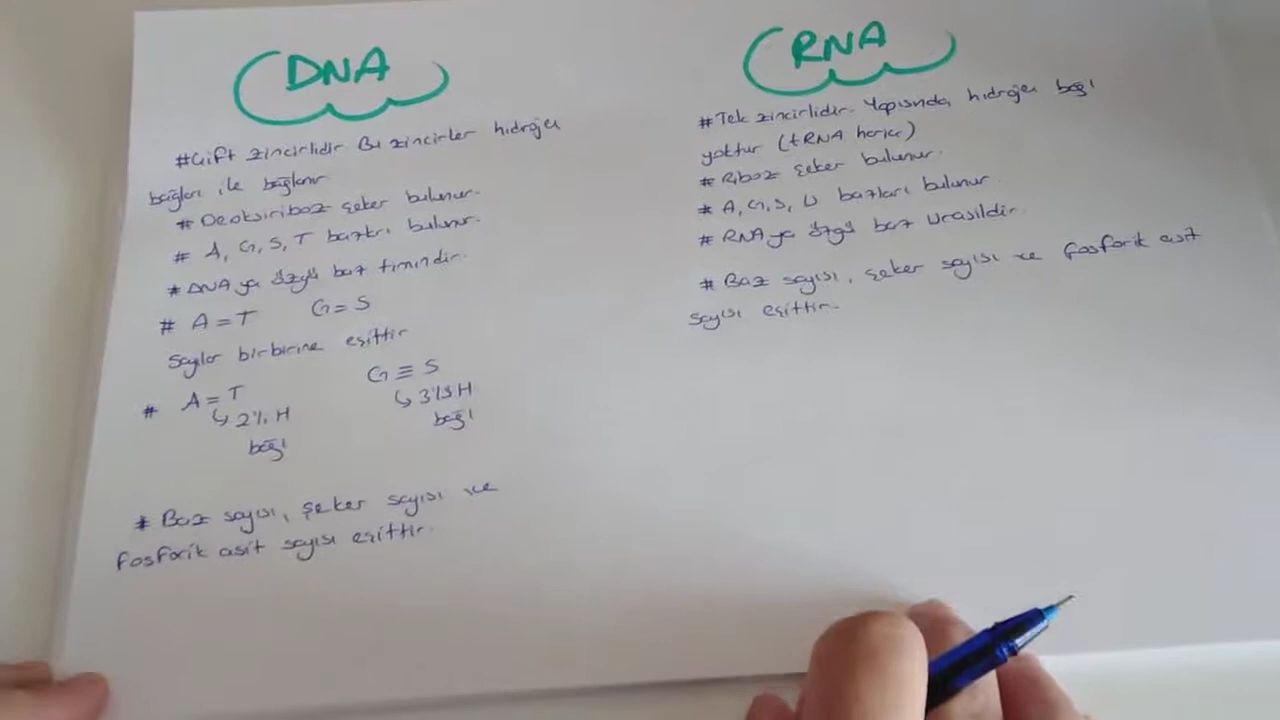 DNA
#Çift zincirlidir Bu zincirler hidrojen
bağları ile bağlanır
# Deoksiriboz şeker bulunur.
# A, G, S, T bazları bulunur.
# DNA ya özgü baz timindir.
# A = T G = S
Sayılar birbirine eşittir
# A = T G ≡ S
↳ 2'li H ↳ 3'lü H
bağı bağı
# Baz sayısı, şeker sayısı ve
fosforik asit sayısı eşittir.
RNA
#Tek zincirlidir. Yapısında hidrojen bağı
yoktur (tRNA hariç)
# Riboz şeker bulunur.
# A, G, S, U bazları bulunur.
# RNA ya özgü baz Urasildir.
# Baz sayısı, şeker sayısı ve fosforik asit
sayısı eşittir.